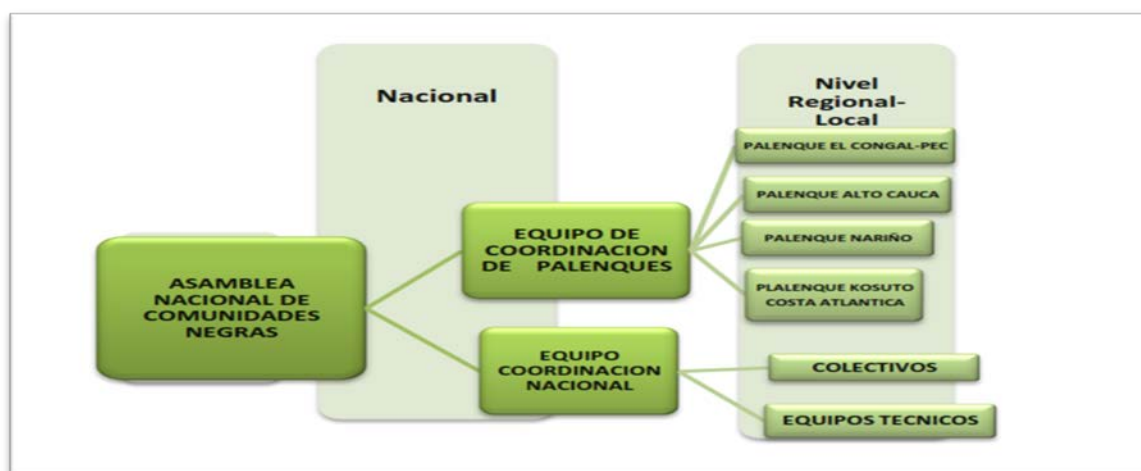 Nacional
Nivel
Regional-
Local
PALENQUE EL CONGAL-PEC
PALENQUE ALTO CAUCA
EQUIPO DE
COORDINACION
DE PALENQUES
PALENQUE NARIÑO
ASAMBLEA
NACIONAL DE
COMUNIDADES
NEGRAS
PLALENQUE KOSUTO
COSTA ATLANTICA
EQUIPO
COORDINACION
NACIONAL
COLECTIVOS
EQUIPOS TECNICOS